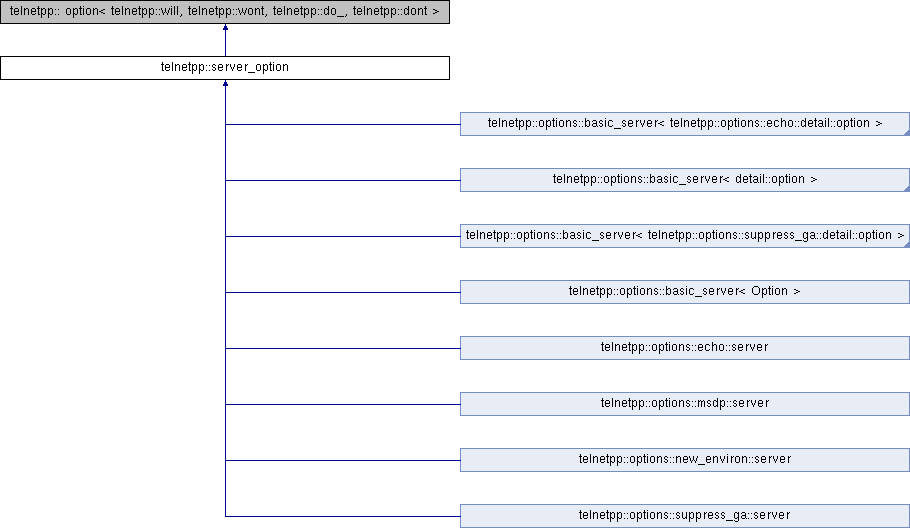 telnetpp:: option< telnetpp::will, telnetpp::wont, telnetpp::do_, telnetpp::dont >
telnetpp::server_option
telnetpp::options::basic_server< telnetpp::options::echo::detail::option >
telnetpp::options::basic_server< detail::option >
telnetpp::options::basic_server< telnetpp::options::suppress_ga::detail::option >
telnetpp::options::basic_server< Option >
telnetpp::options::echo::server
telnetpp::options::msdp::server
telnetpp::options::new_environ::server
telnetpp::options::suppress_ga::server